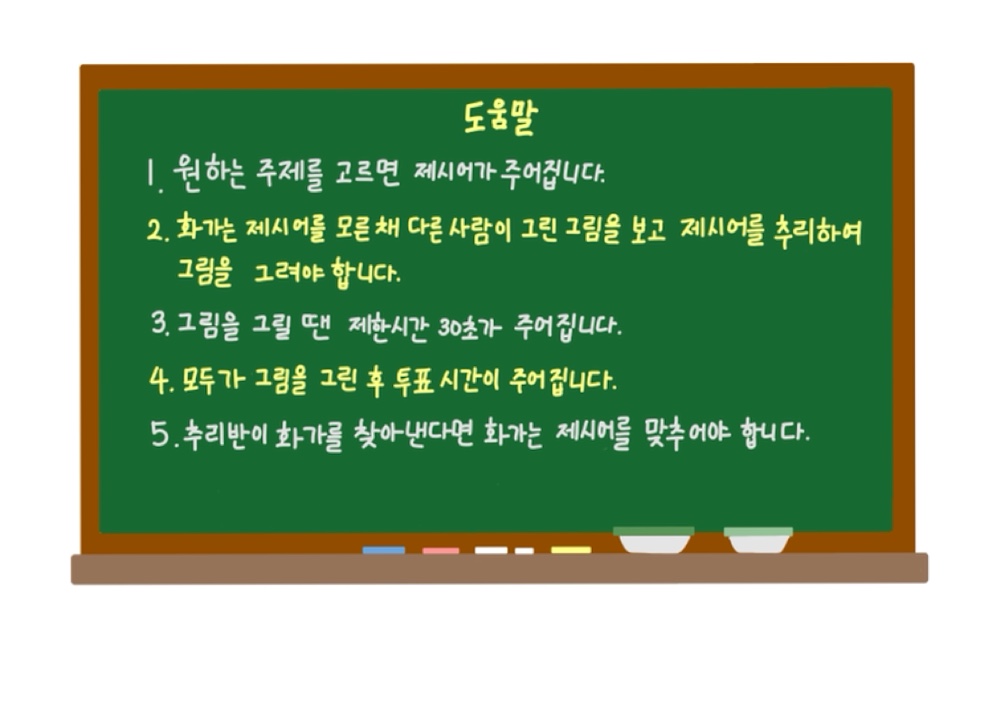 도움말
1. 원하는 주제를 고르면 제시어가 주어집니다.
2. 화가는 제시어를 모른채 다른 사람이 그린 그림을 보고 제시어를 추리하여
그림을 그려야 합니다.
3. 그림을 그릴 땐 제한시간 30초가 주어집니다.
4. 모두가 그림을 그린 후 투표 시간이 주어집니다.
5. 추리반이 화가를 찾아낸다면 화가는 제시어를 맞추어야 합니다.